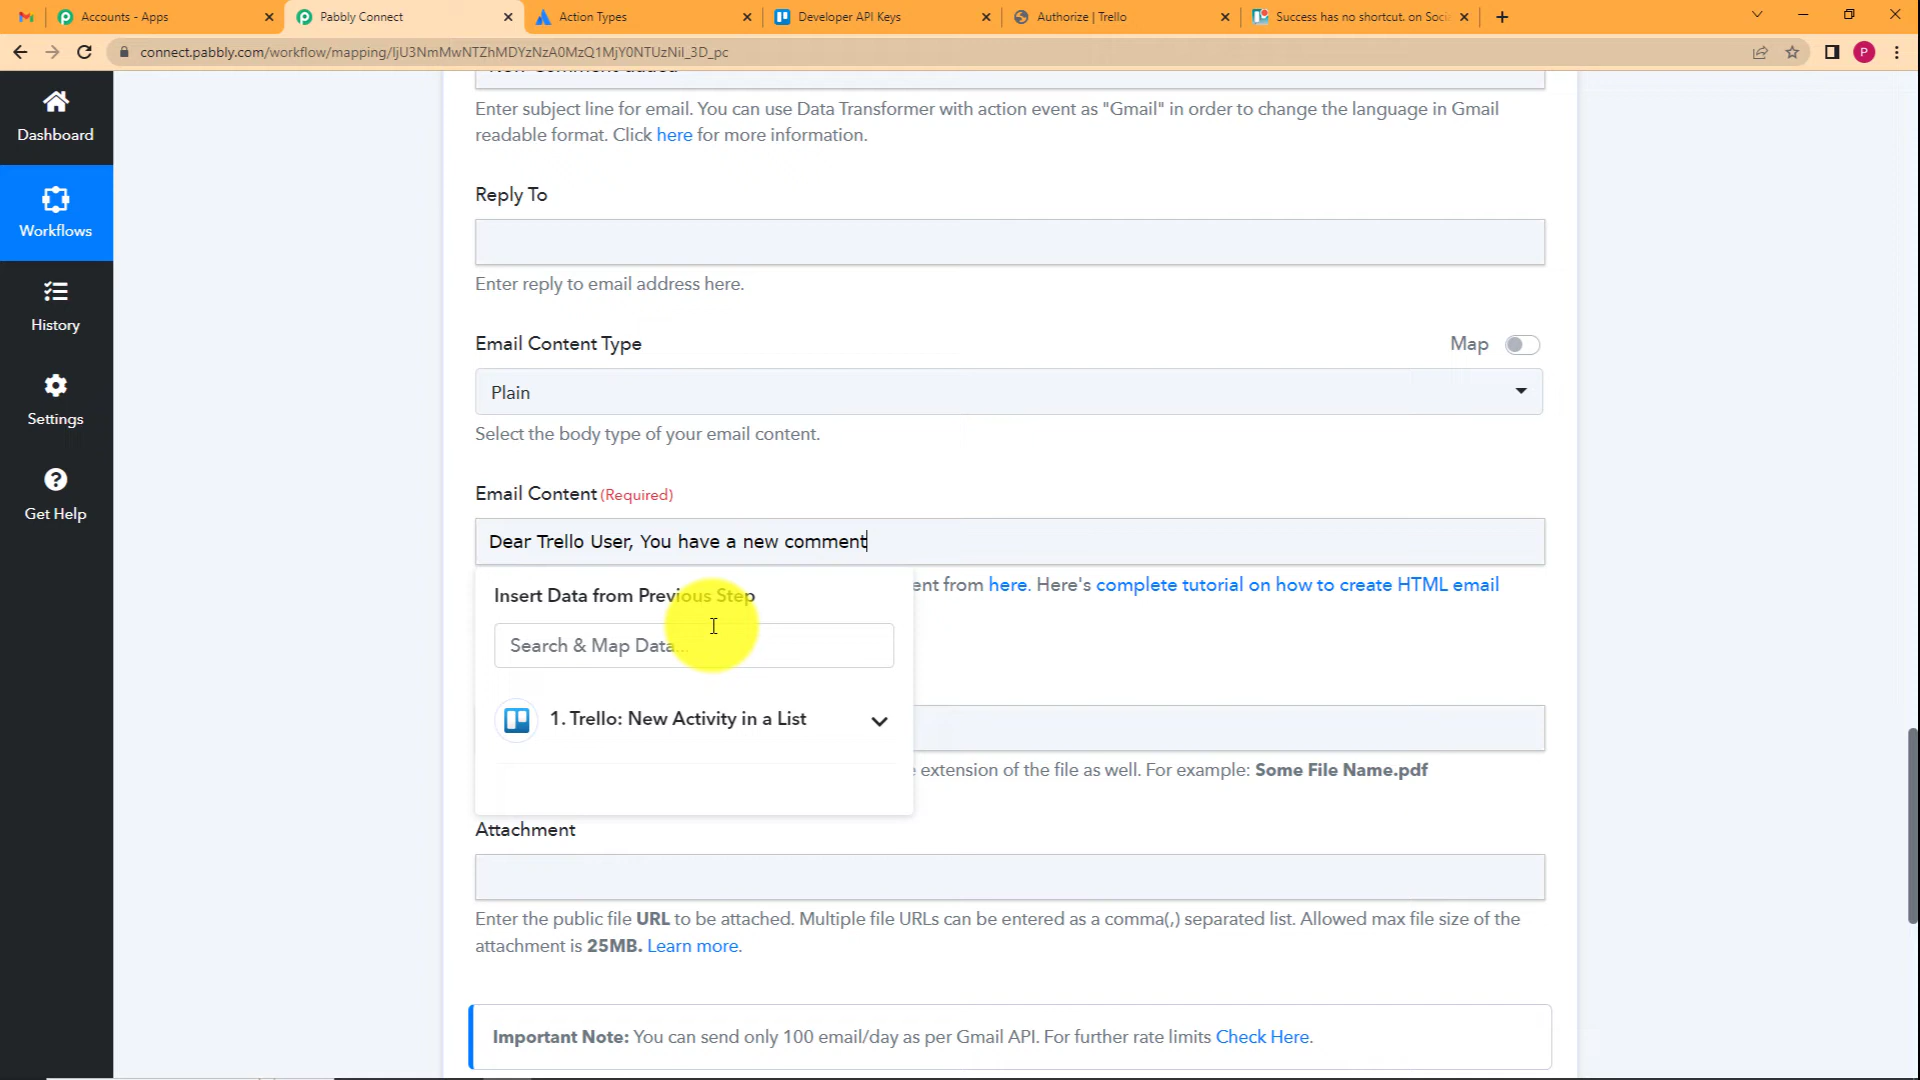 Accounts - Apps
Pabbly Connect
Action Types
Developer API Keys
Authorize | Trello
Success has no shortcut. on Soci
connect.pabbly.com/workflow/mapping/IjU3NmMwNTZhMDYzNzA0MzQ1MjY0NTUzNiI_3D_pc
P
Dashboard
Workflows
History
Settings
Get Help
Enter subject line for email. You can use Data Transformer with action event as "Gmail" in order to change the language in Gmail
readable format. Click here for more information.
Reply To
Enter reply to email address here.
Email Content Type
Map
Plain
Select the body type of your email content.
Email Content (Required)
Dear Trello User, You have a new comment
ent from here. Here's complete tutorial on how to create HTML email
Insert Data from Previous Step
Search & Map Data...
1. Trello: New Activity in a List
extension of the file as well. For example: Some File Name.pdf
Attachment
Enter the public file URL to be attached. Multiple file URLs can be entered as a comma(,) separated list. Allowed max file size of the
attachment is 25MB. Learn more.
Important Note: You can send only 100 email/day as per Gmail API. For further rate limits Check Here.